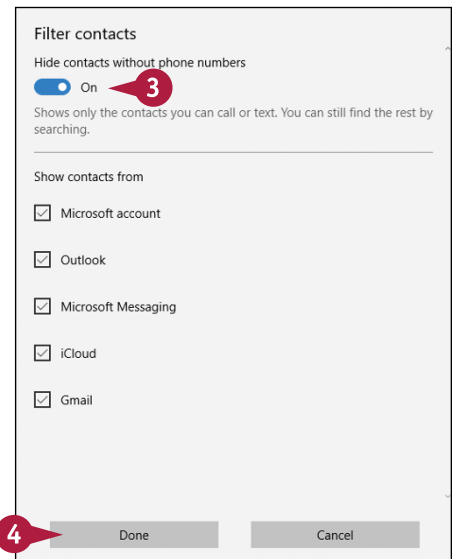 Filter contacts
Hide contacts without phone numbers
On 3
Shows only the contacts you can call or text. You can still find the rest by
searching.
Show contacts from
Microsoft account
Outlook
Microsoft Messaging
iCloud
Gmail
4 Done Cancel